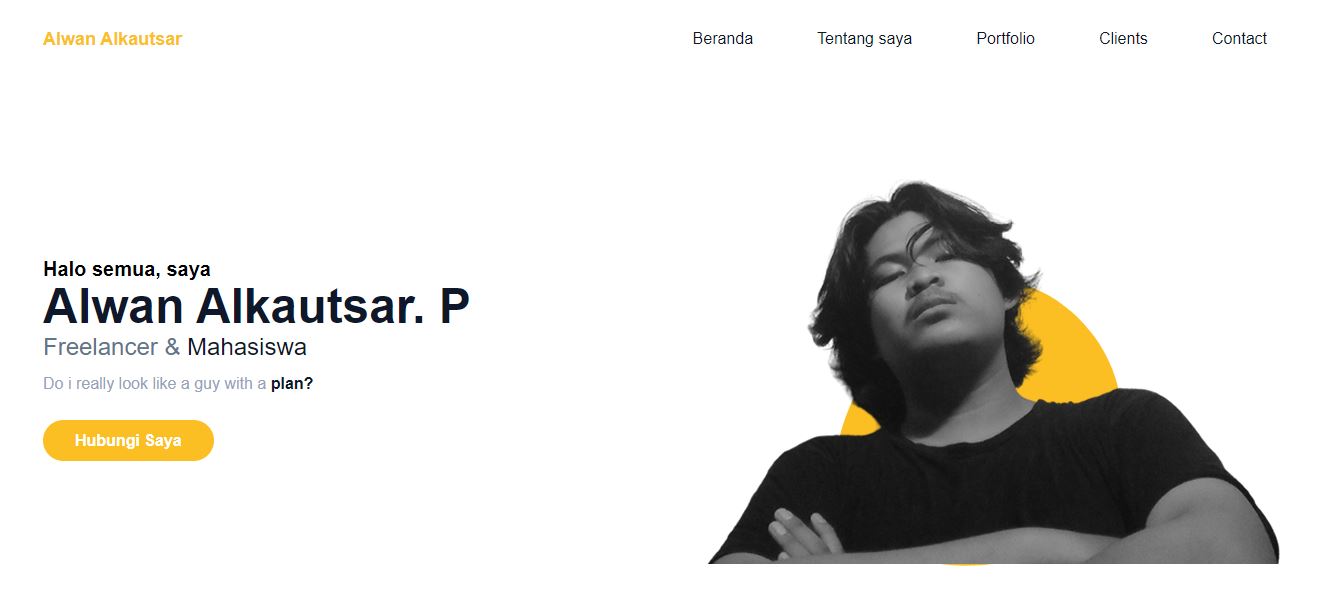 Alwan Alkautsar
Beranda Tentang saya Portfolio Clients Contact
Halo semua, saya
Alwan Alkautsar. P
Freelancer & Mahasiswa
Do i really look like a guy with a plan?
Hubungi Saya